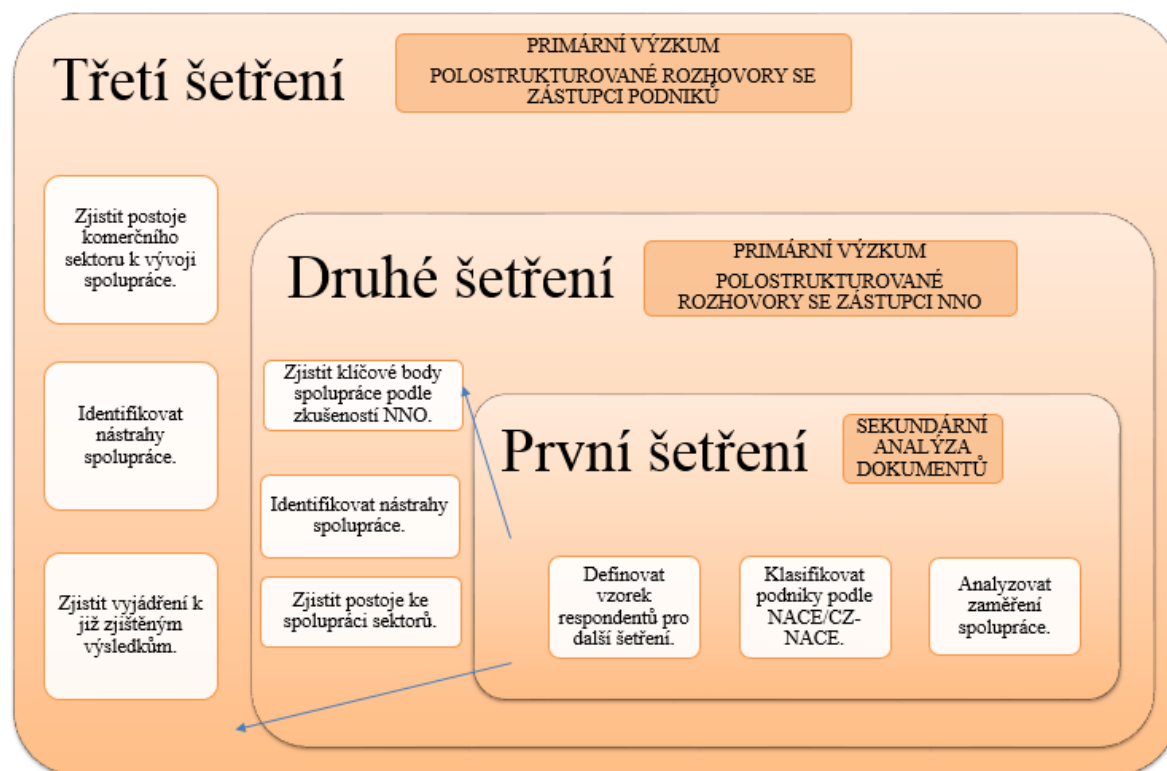 Třetí šetření
PRIMÁRNÍ VÝZKUM
POLOSTRUKTUROVANÉ ROZHOVORY SE
ZÁSTUPCI PODNIKŮ
Zjistit postoje
komerčního
sektoru k vývoji
spolupráce.
Identifikovat
nástrahy
spolupráce.
Zjistit vyjádření k
již zjištěným
výsledkům.
Druhé šetření
PRIMÁRNÍ VÝZKUM
POLOSTRUKTUROVANÉ
ROZHOVORY SE ZÁSTUPCI NNO
Zjistit klíčové body
spolupráce podle
zkušeností NNO.
Identifikovat nástrahy
spolupráce.
Zjistit postoje ke
spolupráci sektorů.
První šetření
SEKUNDÁRNÍ
ANALÝZA
DOKUMENTŮ
Definovat
vzorek
respondentů pro
další šetření.
Klasifikovat
podniky podle
NACE/CZ-
NACE.
Analyzovat
zaměření
spolupráce.